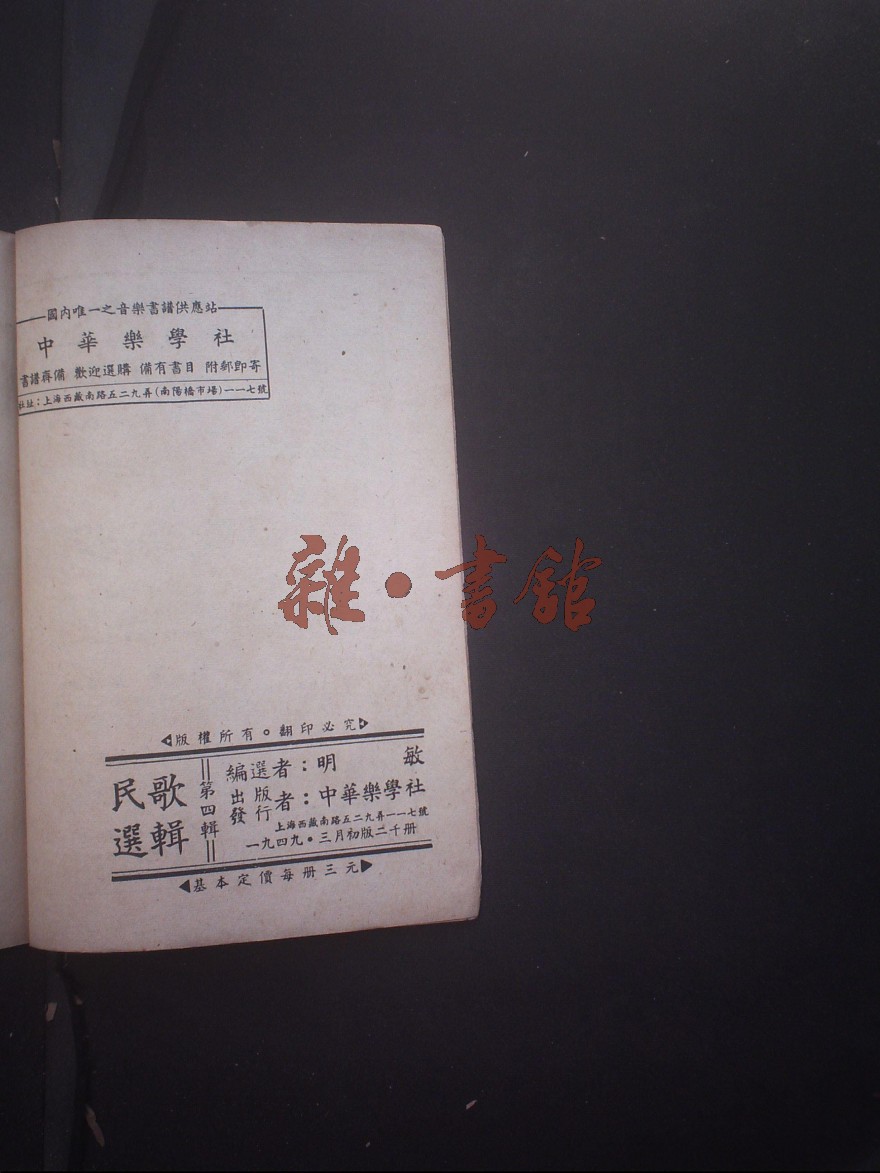 國內唯一之音樂書譜供應站
中華樂學社
書譜齊備 歡迎選購 備有書目 附郵即寄
社址：上海西藏南路五二九弄(南陽橋市場)一一七號
雜•書館
版權所有。翻印必究
民歌
選輯
第四輯
編選者：明 敏
出版
發行者：中華樂學社
上海西藏南路五二九弄一一七號
一九四九•三月初版二千册
基本定價每册三元